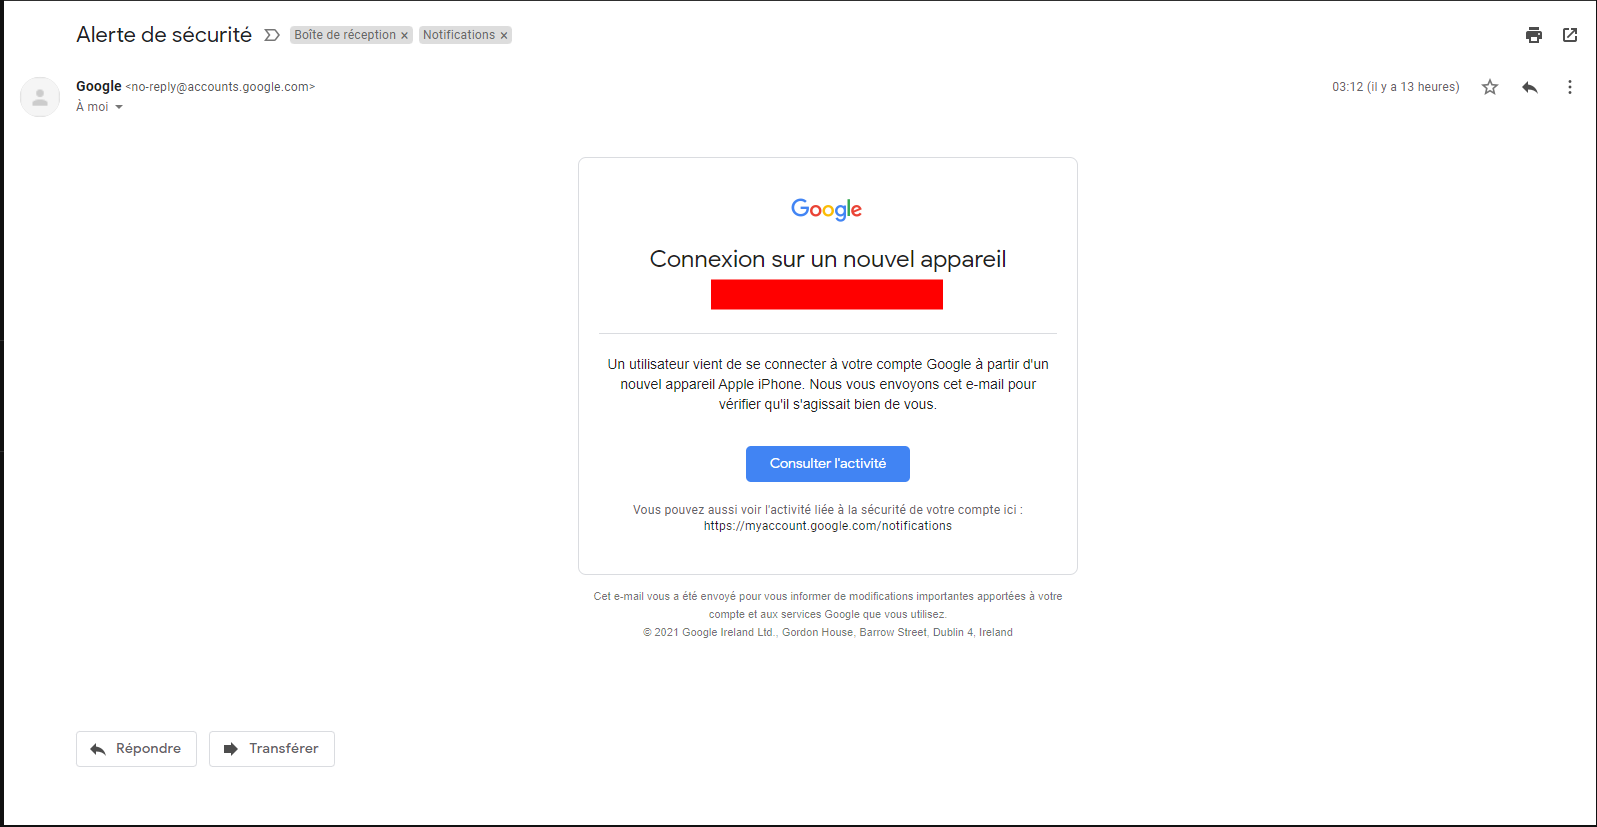 Alerte de sécurité Boîte de réception × Notifications ×
Google <no-reply@accounts.google.com> 03:12 (il y a 13 heures)
À moi
Google
Connexion sur un nouvel appareil
Un utilisateur vient de se connecter à votre compte Google à partir d'un
nouvel appareil Apple iPhone. Nous vous envoyons cet e-mail pour
vérifier qu'il s'agissait bien de vous.
Consulter l'activité
Vous pouvez aussi voir l'activité liée à la sécurité de votre compte ici :
https://myaccount.google.com/notifications
Cet e-mail vous a été envoyé pour vous informer de modifications importantes apportées à votre
compte et aux services Google que vous utilisez.
© 2021 Google Ireland Ltd., Gordon House, Barrow Street, Dublin 4, Ireland
Répondre Transférer